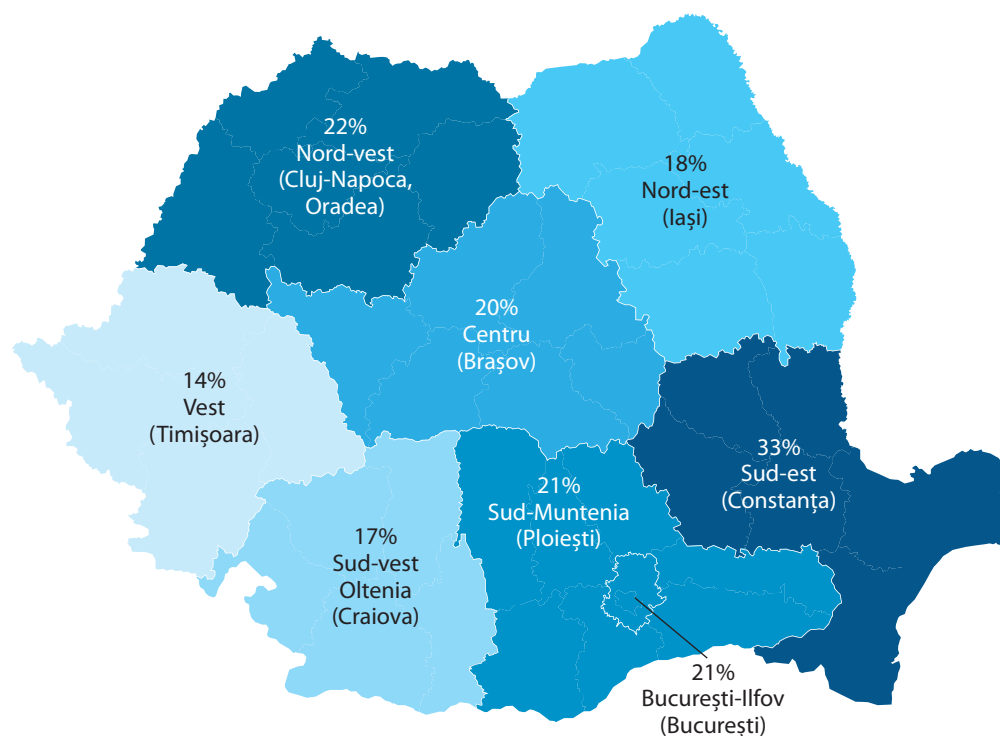 22%
Nord-vest
(Cluj-Napoca,
Oradea)
18%
Nord-est
(Iași)
20%
Centru
(Brașov)
14%
Vest
(Timișoara)
33%
Sud-est
(Constanța)
21%
Sud-Muntenia
(Ploiești)
17%
Sud-vest
Oltenia
(Craiova)
21%
București-Ilfov
(București)